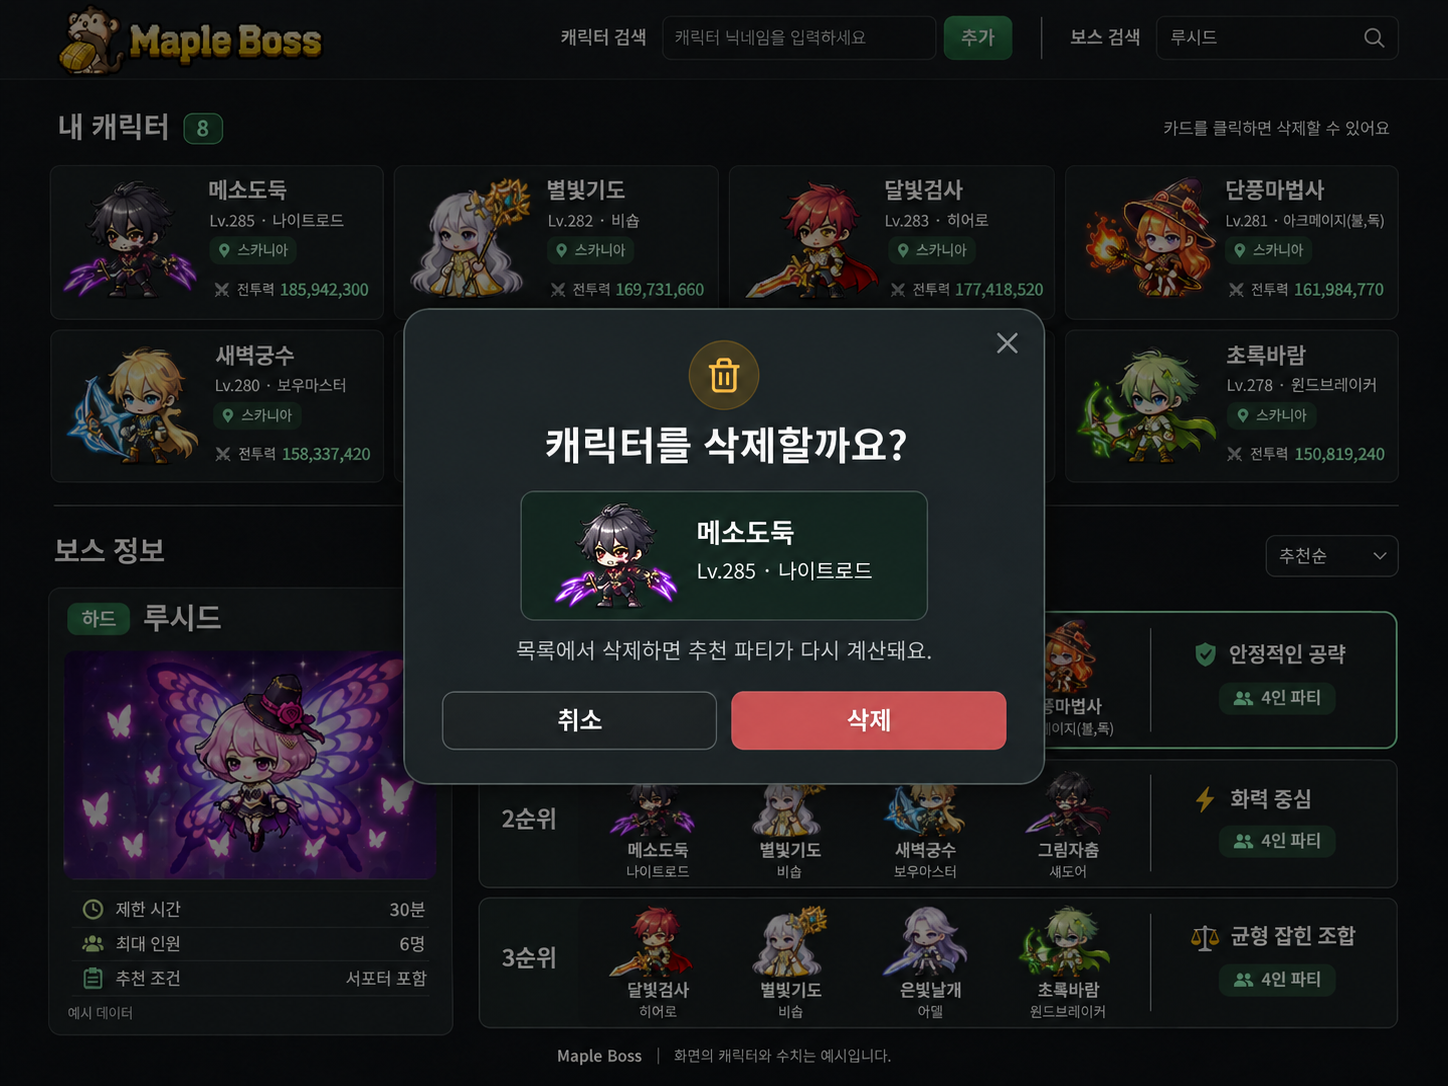 Maple Boss
캐릭터 검색
캐릭터 닉네임을 입력하세요
추가
보스 검색
루시드
내 캐릭터 8
카드를 클릭하면 삭제할 수 있어요
메소도둑
Lv.285 · 나이트로드
스카니아
전투력 185,942,300
별빛기도
Lv.282 · 비숍
스카니아
전투력 169,731,660
달빛검사
Lv.283 · 히어로
스카니아
전투력 177,418,520
단풍마법사
Lv.281 · 아크메이지(불,독)
스카니아
전투력 161,984,770
새벽궁수
Lv.280 · 보우마스터
스카니아
전투력 158,337,420
초록바람
Lv.278 · 윈드브레이커
스카니아
전투력 150,819,240
캐릭터를 삭제할까요?
메소도둑
Lv.285 · 나이트로드
목록에서 삭제하면 추천 파티가 다시 계산돼요.
취소
삭제
보스 정보
추천순
하드 루시드
제한 시간 30분
최대 인원 6명
추천 조건 서포터 포함
예시 데이터
풍마법사
메이지(불,독)
안정적인 공략
4인 파티
2순위
메소도둑
나이트로드
별빛기도
비숍
새벽궁수
보우마스터
그림자춤
섀도어
화력 중심
4인 파티
3순위
달빛검사
히어로
별빛기도
비숍
은빛날개
아델
초록바람
윈드브레이커
균형 잡힌 조합
4인 파티
Maple Boss | 화면의 캐릭터와 수치는 예시입니다.